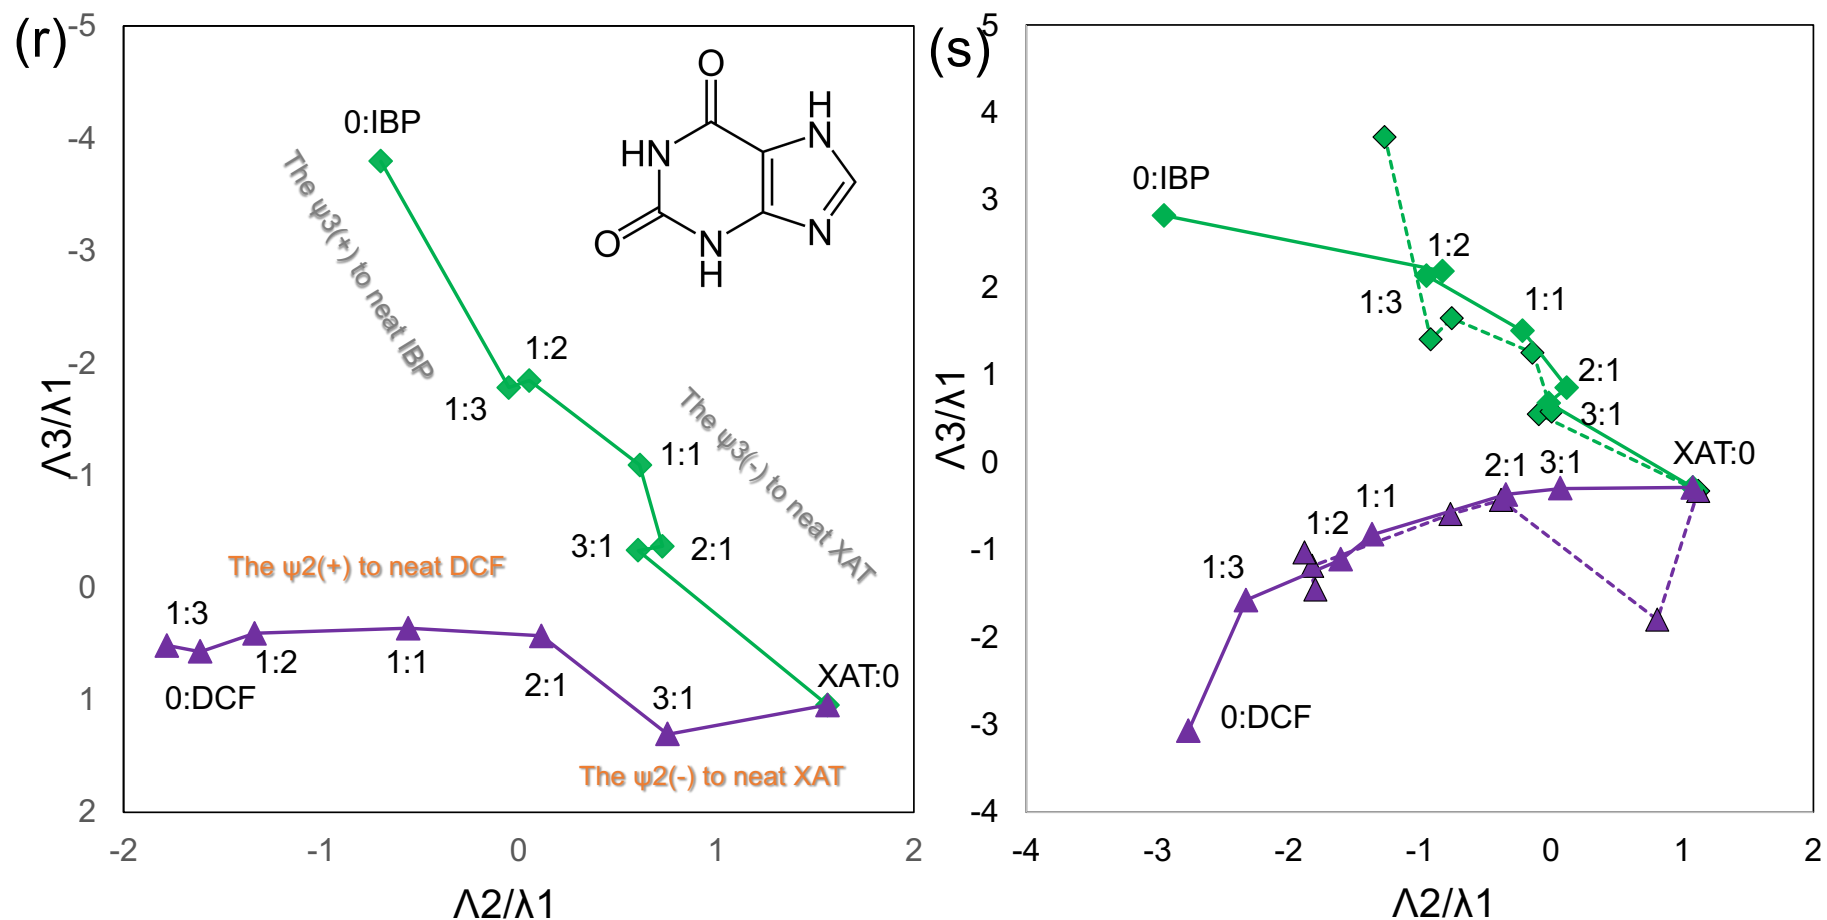 (r)
-5
-4
-3
-2
-1
0
1
2
Λ3/λ1
0:IBP
The ψ3(+) to neat IBP
1:2
1:3
1:1
The ψ3(-) to neat XAT
3:1
2:1
The ψ2(+) to neat DCF
1:3
0:DCF
1:2
1:1
2:1
3:1
XAT:0
The ψ2(-) to neat XAT
O
H
N
HN
O
N
H
N
-2
-1
0
1
2
Λ2/λ1
(s)
5
4
3
2
1
0
-1
-2
-3
-4
Λ3/λ1
0:IBP
1:2
1:3
1:1
2:1
3:1
XAT:0
2:1
3:1
1:1
1:2
1:3
0:DCF
-4
-3
-2
-1
0
1
2
Λ2/λ1